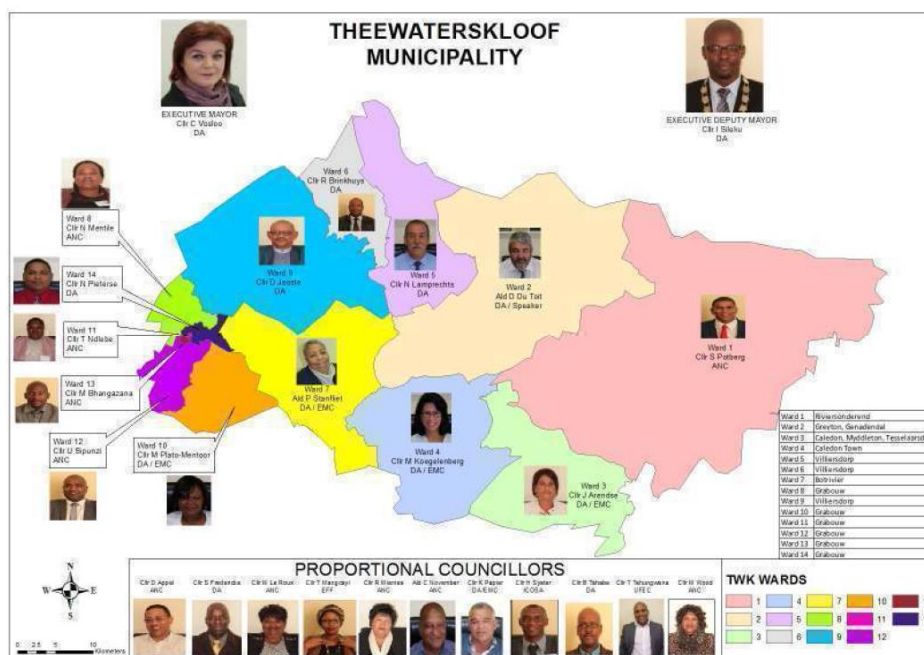 THEEWATERSKLOOF
MUNICIPALITY
EXECUTIVE MAYOR
Cllr C Vosloo
DA
EXECUTIVE DEPUTY MAYOR
Cllr I Sileku
DA
Ward 6
Cllr R Brinkhuys
DA
Ward 8
Cllr N Mentile
ANC
Ward 14
Cllr N Pieterse
DA
Ward 11
Cllr T Ndlebe
ANC
Ward 13
Cllr M Bhangazana
ANC
Ward 12
Cllr U Sipunzi
ANC
Ward 10
Cllr M Plato-Mentoor
DA / EMC
Ward 9
Cllr D Jooste
DA
Ward 5
Cllr N Lamprechts
DA
Ward 2
Ald D Du Toit
DA / Speaker
Ward 1
Cllr S Potberg
ANC
Ward 7
Ald P Stanfliet
DA / EMC
Ward 4
Cllr M Koegelenberg
DA / EMC
Ward 3
Cllr J Arendse
DA / EMC
Ward 1 Riviersonderend
Ward 2 Greyton, Genadendal
Ward 3 Caledon, Myddleton, Tesselaarsd
Ward 4 Caledon Town
Ward 5 Villiersdorp
Ward 6 Villiersdorp
Ward 7 Botrivier
Ward 8 Grabouw
Ward 9 Villiersdorp
Ward 10 Grabouw
Ward 11 Grabouw
Ward 12 Grabouw
Ward 13 Grabouw
Ward 14 Grabouw
N
W E
S
0 2.5 5 10
Kilometers
PROPORTIONAL COUNCILLORS
Cllr D Appel
ANC
Cllr S Fredericks
DA
Cllr M Le Roux
ANC
Cllr T Mangcayi
EFF
Cllr R Mienies
ANC
Ald C November
ANC
Cllr K Papier
DA/EMC
Cllr H Syster
ICOSA
Cllr B
DA
Cllr T
UFEC
Cllr M Wood
ANC
TWK WARDS
1 4 7 10
2 5 8
3 6 9 12